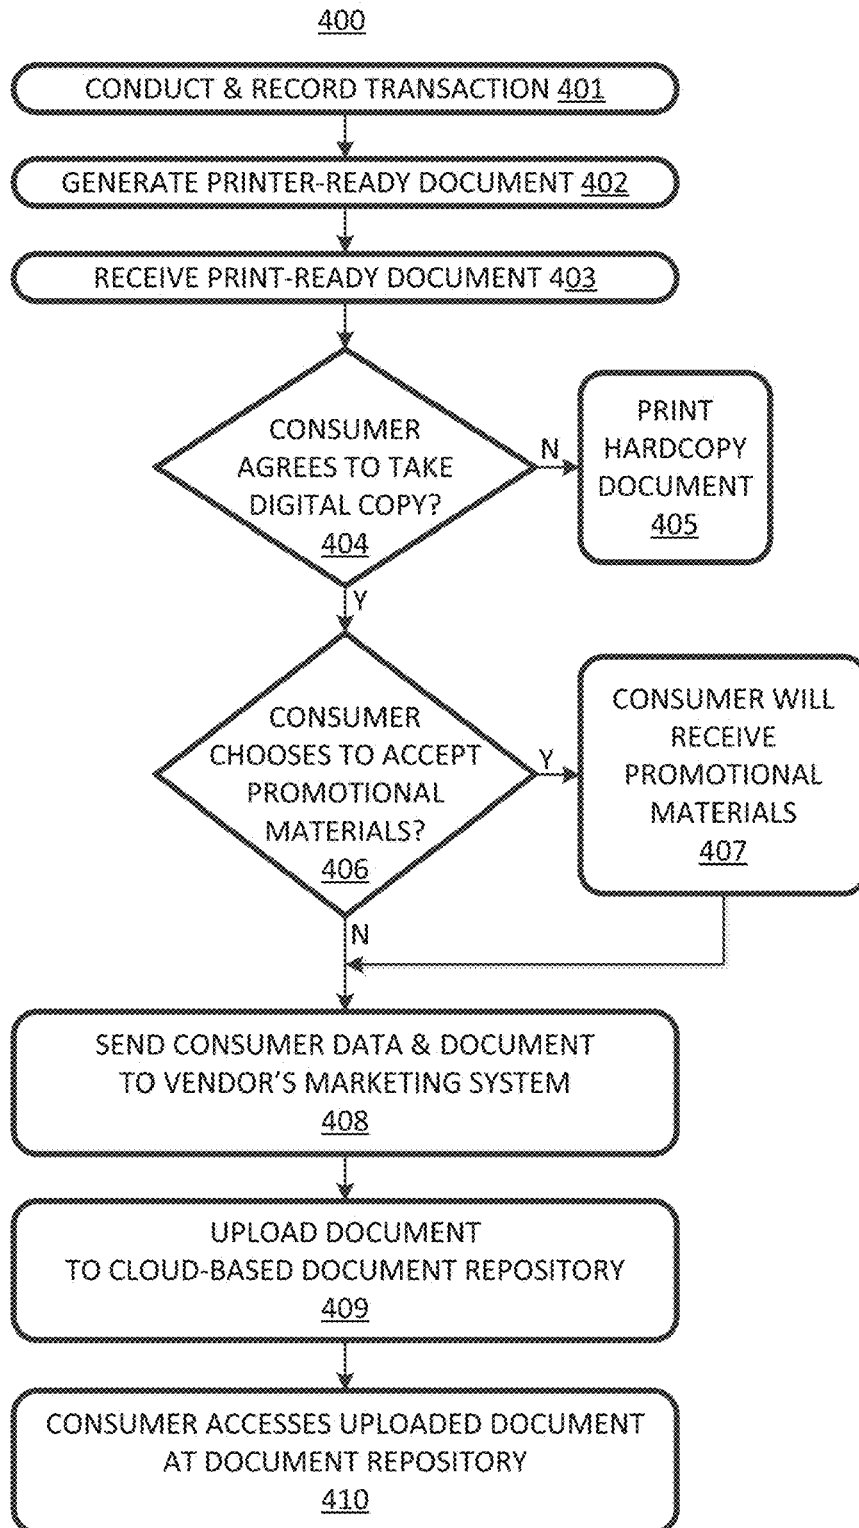 400
CONDUCT & RECORD TRANSACTION 401
GENERATE PRINTER-READY DOCUMENT 402
RECEIVE PRINT-READY DOCUMENT 403
CONSUMER
AGREES TO TAKE
DIGITAL COPY?
404
N
PRINT
HARDCOPY
DOCUMENT
405
Y
CONSUMER
CHOOSES TO ACCEPT
PROMOTIONAL
MATERIALS?
406
Y
CONSUMER WILL
RECEIVE
PROMOTIONAL
MATERIALS
407
N
SEND CONSUMER DATA & DOCUMENT
TO VENDOR'S MARKETING SYSTEM
408
UPLOAD DOCUMENT
TO CLOUD-BASED DOCUMENT REPOSITORY
409
CONSUMER ACCESSES UPLOADED DOCUMENT
AT DOCUMENT REPOSITORY
410